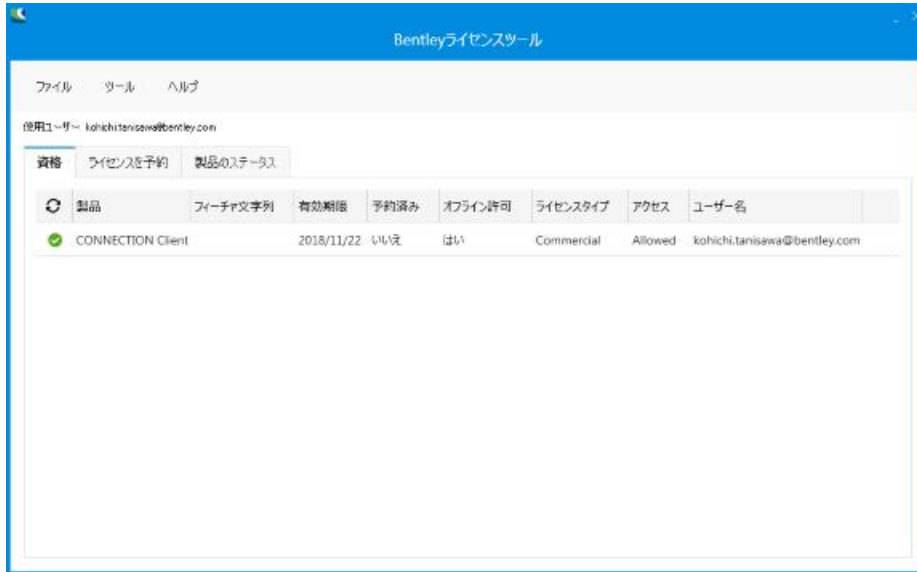 Bentleyライセンスツール
ファイル ツール ヘルプ
使用ユーザー: kohichi.tanisawa@bentley.com
資格 ライセンスを予約 製品のステータス
製品 フィーチャ文字列 有効期限 予約済み オフライン許可 ライセンスタイプ アクセス ユーザー名
CONNECTION Client 2018/11/22 いいえ はい Commercial Allowed kohichi.tanisawa@bentley.com